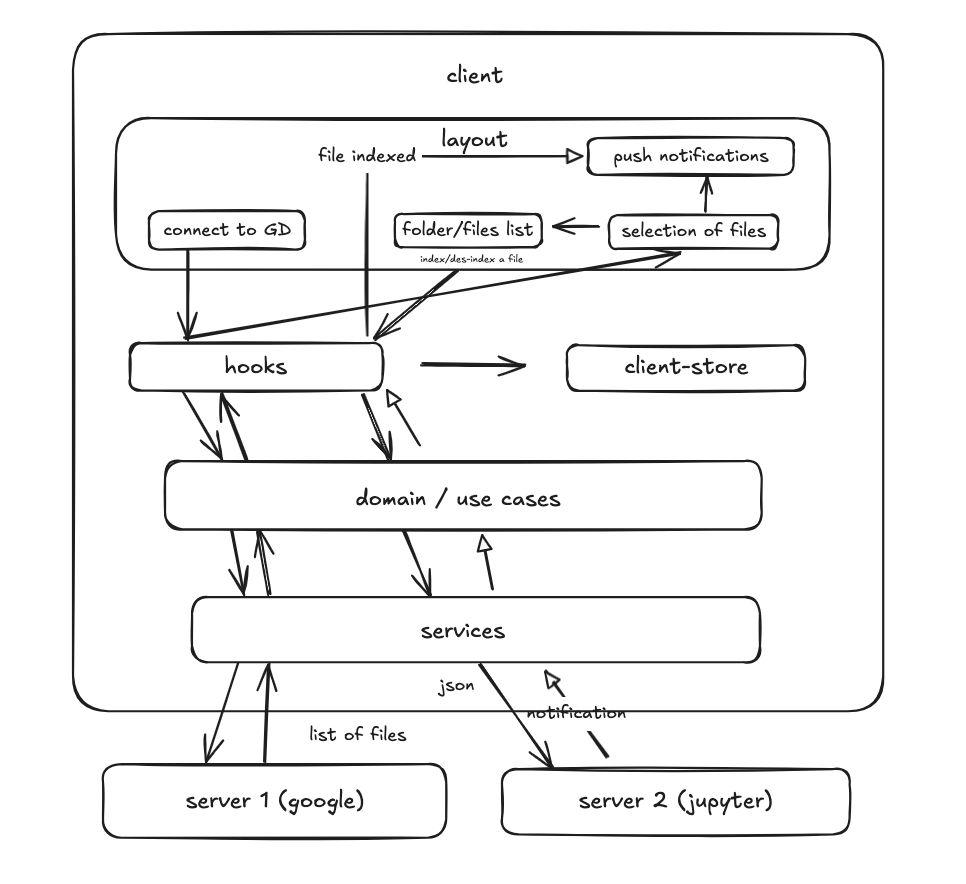 client
layout
file indexed
push notifications
connect to GD
folder/files list
selection of files
index/des-index a file
hooks
client-store
domain / use cases
services
json
notification
list of files
server 1 (google)
server 2 (jupyter)